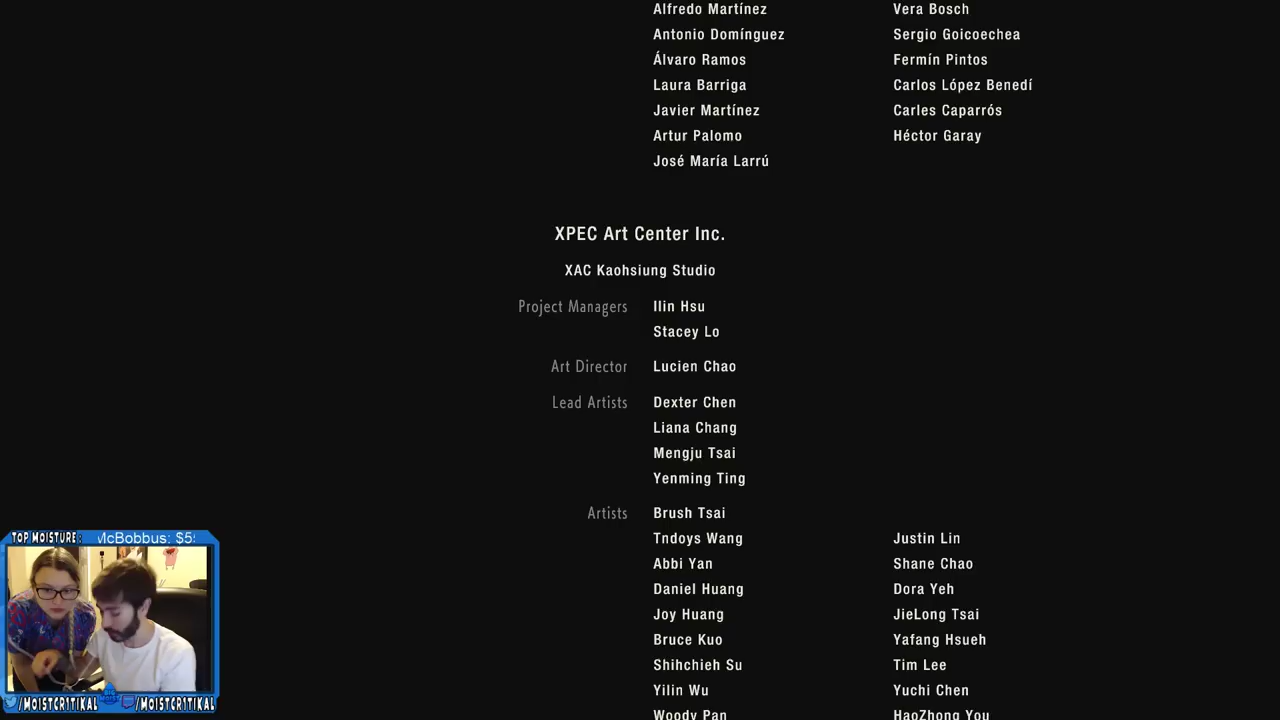 Alfredo Martínez Vera Bosch
Antonio Domínguez Sergio Goicoechea
Álvaro Ramos Fermín Pintos
Laura Barriga Carlos López Benedí
Javier Martínez Carles Caparrós
Artur Palomo Héctor Garay
José María Larrú
XPEC Art Center Inc.
XAC Kaohsiung Studio
Project Managers Ilin Hsu
Stacey Lo
Art Director Lucien Chao
Lead Artists Dexter Chen
Liana Chang
Mengju Tsai
Yenming Ting
Artists Brush Tsai
Tndoys Wang Justin Lin
Abbi Yan Shane Chao
Daniel Huang Dora Yeh
Joy Huang JieLong Tsai
Bruce Kuo Yafang Hsueh
Shihchieh Su Tim Lee
Yilin Wu Yuchi Chen
Woody Pan HaoZhong You
TOP MOISTURE: McBobbus: $5
BIG MOIST
/MOISTCR1TIKAL /MOISTCR1TIKAL